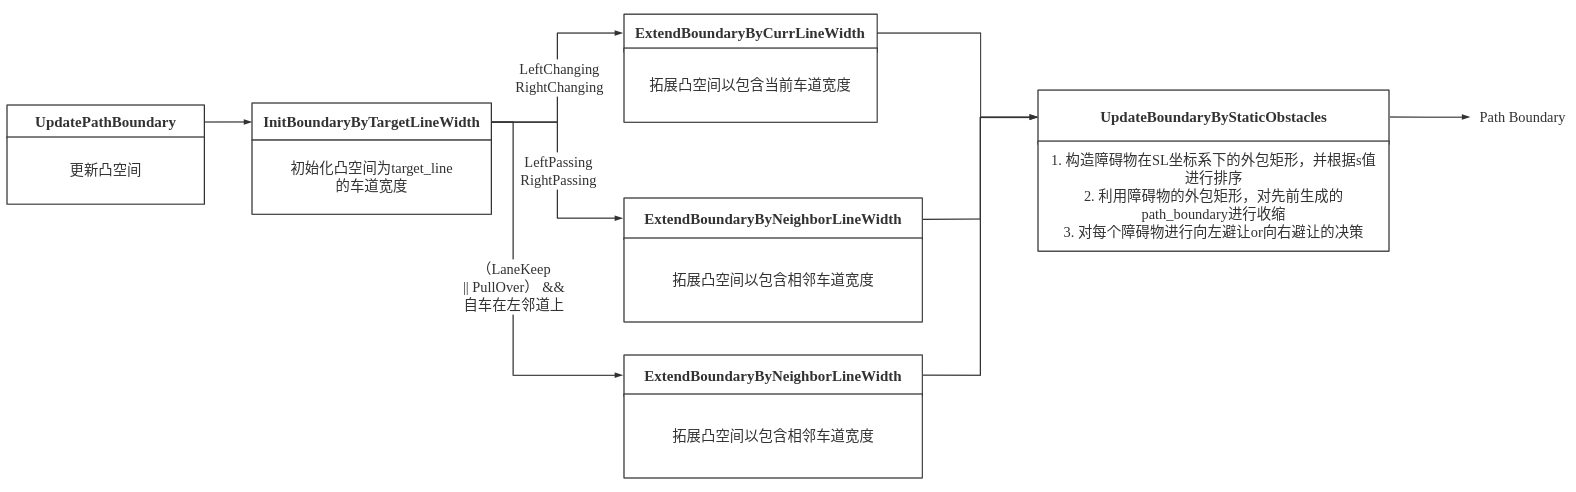 UpdatePathBoundary
更新凸空间
InitBoundaryByTargetLineWidth
初始化凸空间为target_line
的车道宽度
LeftChanging
RightChanging
LeftPassing
RightPassing
（LaneKeep
|| PullOver） &&
自车在左邻道上
ExtendBoundaryByCurrLineWidth
拓展凸空间以包含当前车道宽度
ExtendBoundaryByNeighborLineWidth
拓展凸空间以包含相邻车道宽度
ExtendBoundaryByNeighborLineWidth
拓展凸空间以包含相邻车道宽度
UpdateBoundaryByStaticObstacles
1. 构造障碍物在SL坐标系下的外包矩形，并根据s值
进行排序
2. 利用障碍物的外包矩形，对先前生成的
path_boundary进行收缩
3. 对每个障碍物进行向左避让or向右避让的决策
Path Boundary